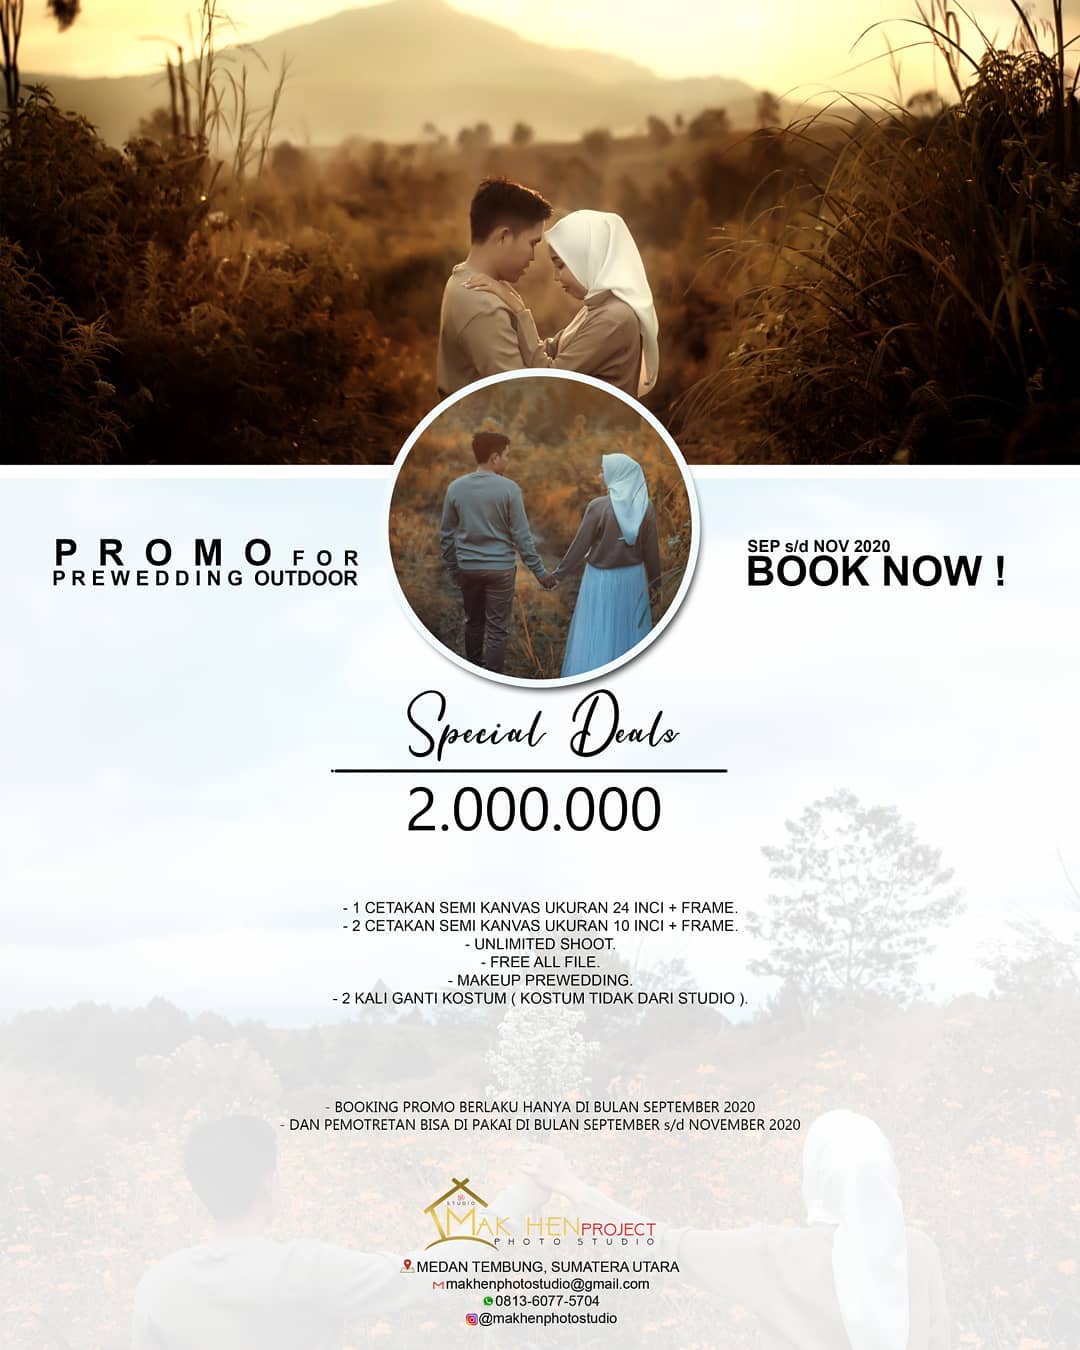 PROMO FOR
PREWEDDING OUTDOOR
SEP s/d NOV 2020
BOOK NOW !
Special Deals
2.000.000
- 1 CETAKAN SEMI KANVAS UKURAN 24 INCI + FRAME.
- 2 CETAKAN SEMI KANVAS UKURAN 10 INCI + FRAME.
- UNLIMITED SHOOT.
- FREE ALL FILE.
- MAKEUP PREWEDDING.
- 2 KALI GANTI KOSTUM ( KOSTUM TIDAK DARI STUDIO ).
- BOOKING PROMO BERLAKU HANYA DI BULAN SEPTEMBER 2020
- DAN PEMOTRETAN BISA DI PAKAI DI BULAN SEPTEMBER s/d NOVEMBER 2020
STUDIO
MAK HEN PROJECT
PHOTO STUDIO
MEDAN TEMBUNG, SUMATERA UTARA
makhenphotostudio@gmail.com
0813-6077-5704
@makhenphotostudio